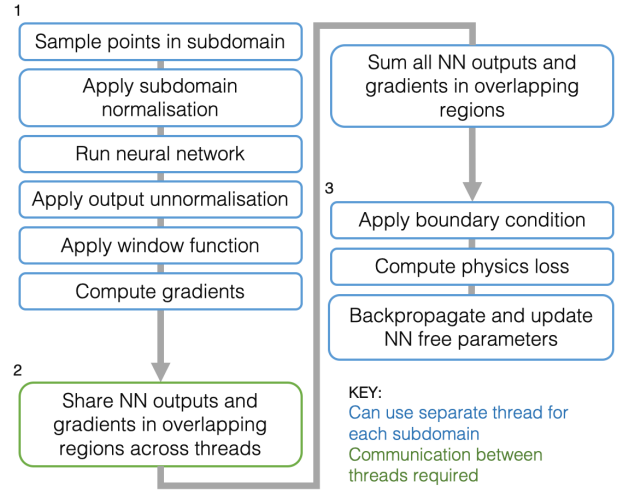 1
Sample points in subdomain
Apply subdomain
normalisation
Run neural network
Apply output unnormalisation
Apply window function
Compute gradients
2
Share NN outputs and
gradients in overlapping
regions across threads
Sum all NN outputs and
gradients in overlapping
regions
3
Apply boundary condition
Compute physics loss
Backpropagate and update
NN free parameters
KEY:
Can use separate thread for
each subdomain
Communication between
threads required